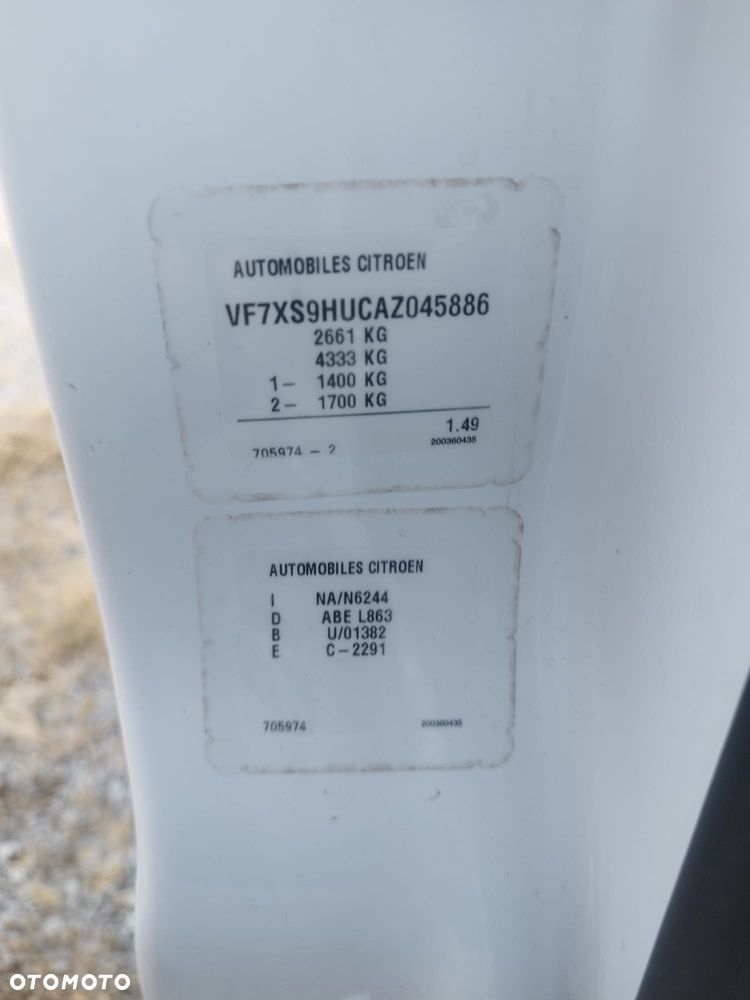 AUTOMOBILES CITROEN
VF7XS9HUCAZ045886
2661 KG
4333 KG
1- 1400 KG
2- 1700 KG
1.49
705974 - 2 200360435
AUTOMOBILES CITROEN
I NA/N6244
D ABE L863
B U/01382
E C-2291
705974 200360435
OTOMOTO